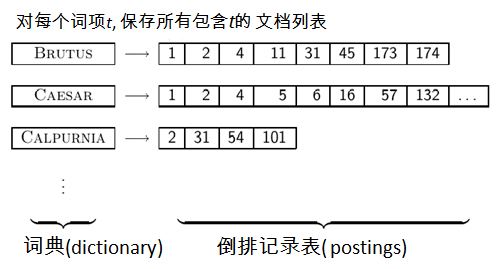 对每个词项t, 保存所有包含t的 文档列表
BRUTUS → 1 2 4 11 31 45 173 174
CAESAR → 1 2 4 5 6 16 57 132 ...
CALPURNIA → 2 31 54 101
⋮
词典(dictionary) 倒排记录表( postings)